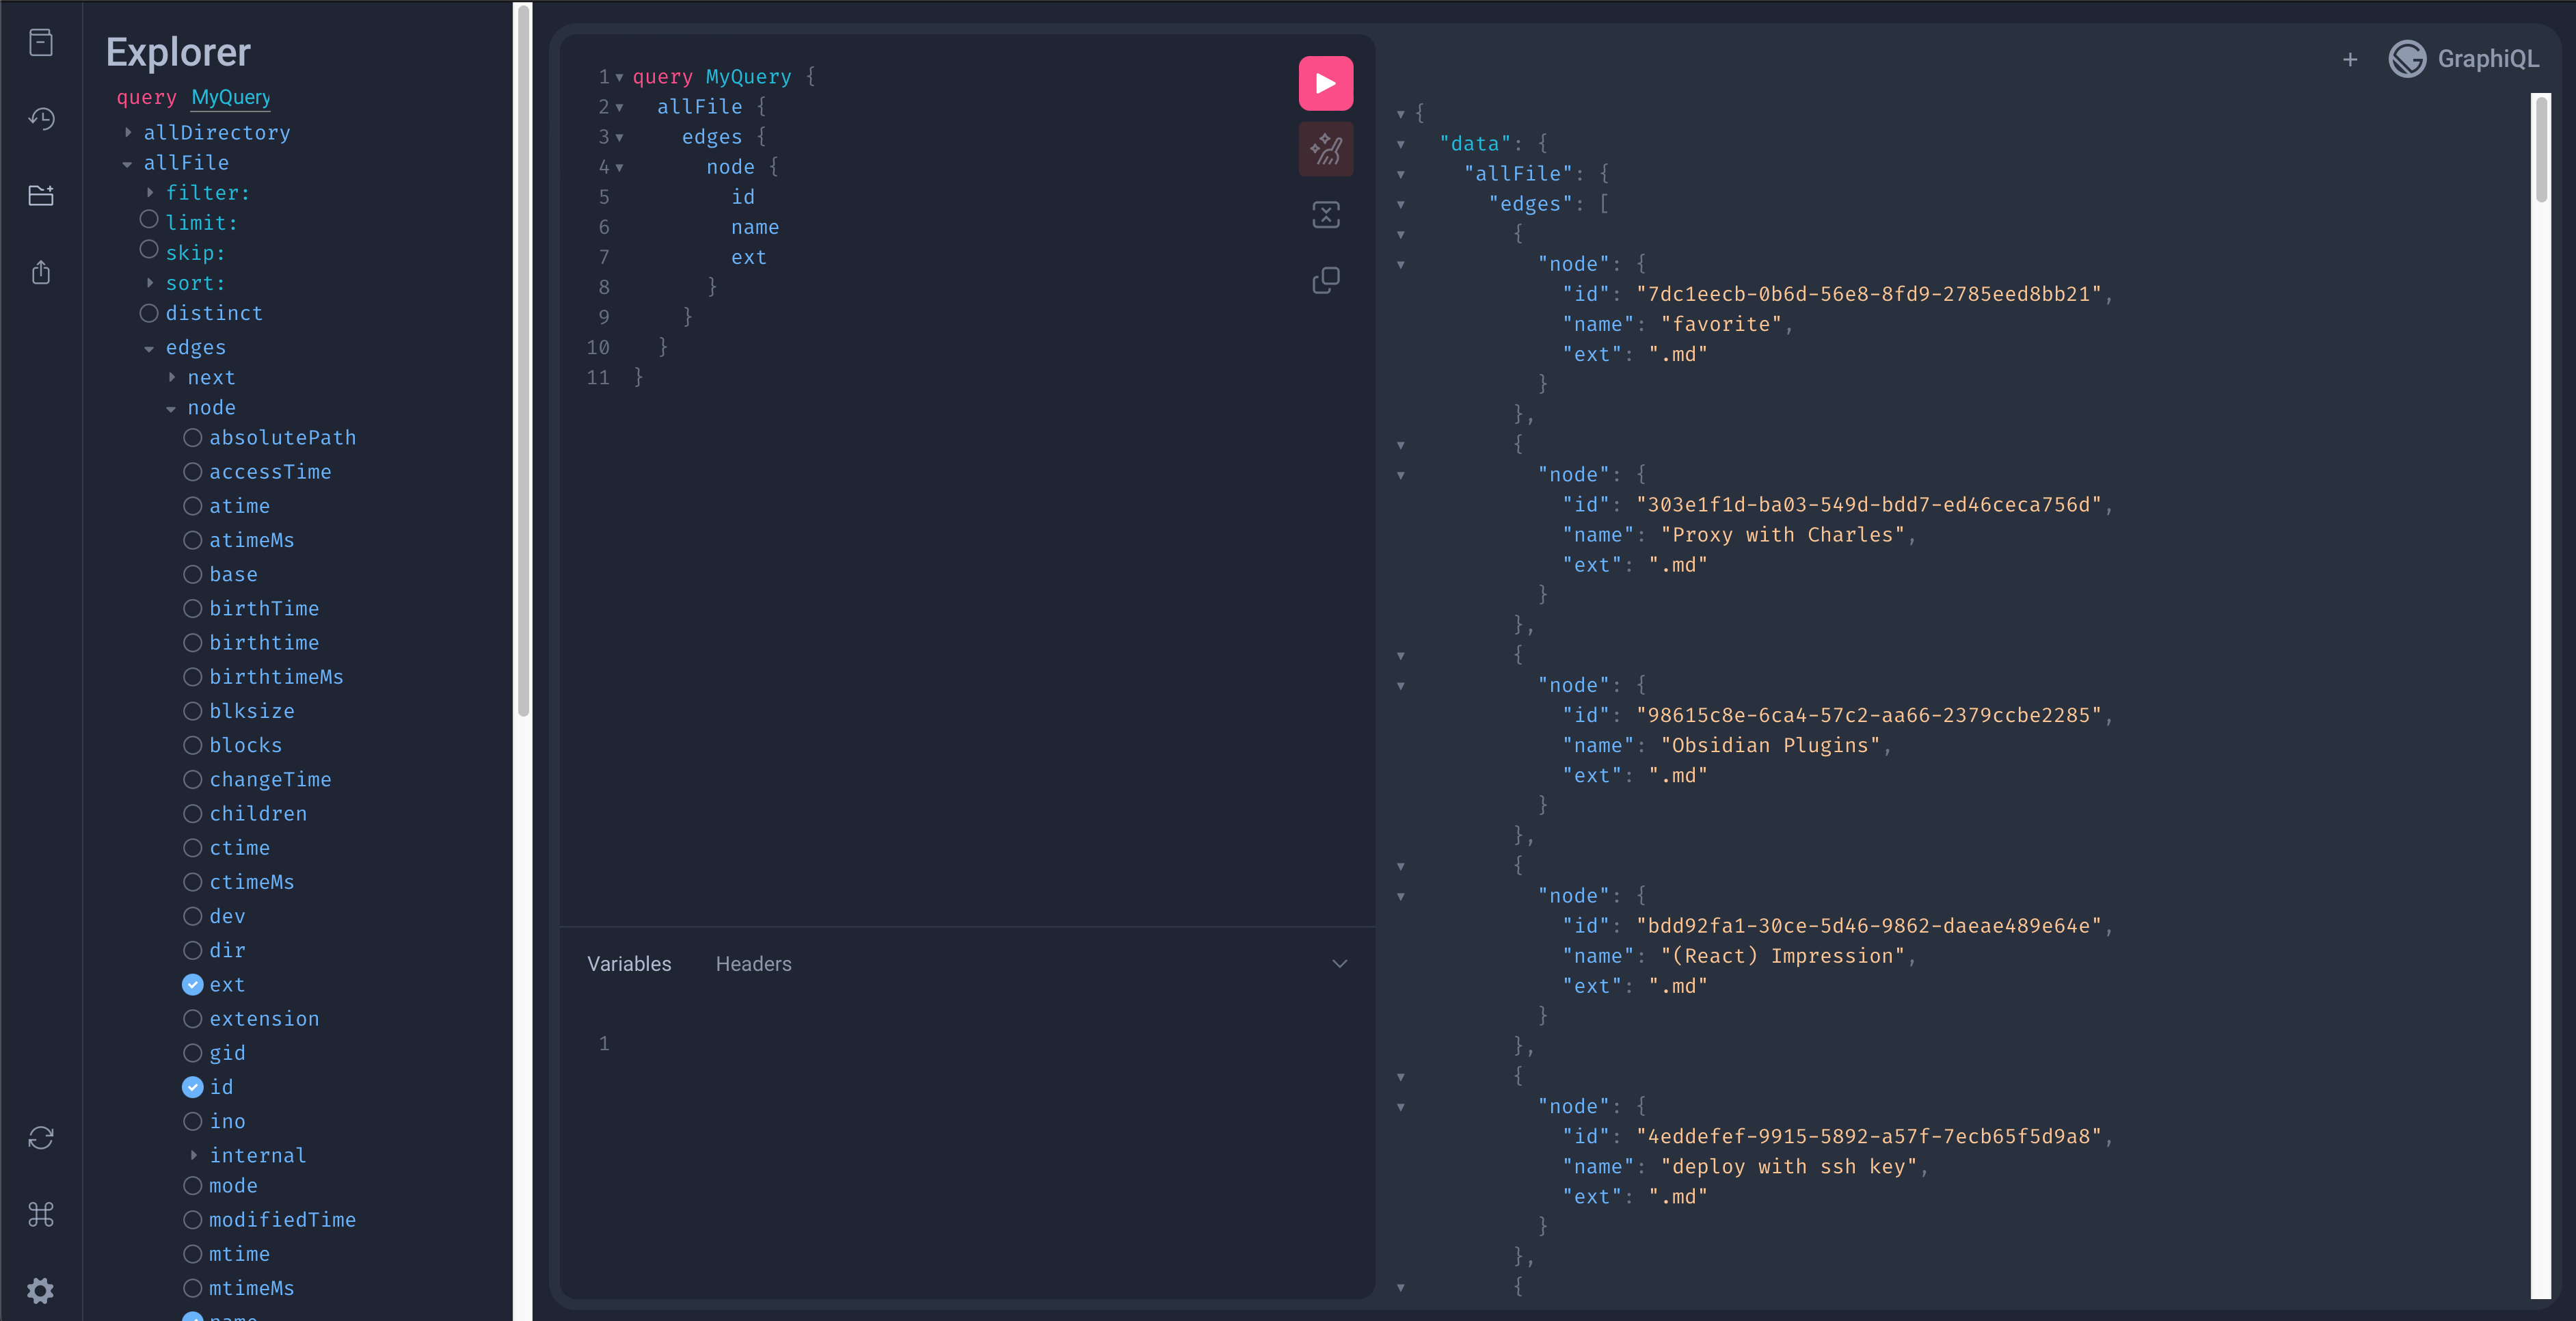 Explorer
query MyQuery
allDirectory
allFile
filter:
limit:
skip:
sort:
distinct
edges
next
node
absolutePath
accessTime
atime
atimeMs
base
birthTime
birthtime
birthtimeMs
blksize
blocks
changeTime
children
ctime
ctimeMs
dev
dir
ext
extension
gid
id
ino
internal
mode
modifiedTime
mtime
mtimeMs
name
1 query MyQuery {
2 allFile {
3 edges {
4 node {
5 id
6 name
7 ext
8 }
9 }
10 }
11 }
Variables Headers
1
+ GraphiQL
{
"data": {
"allFile": {
"edges": [
{
"node": {
"id": "7dc1eecb-0b6d-56e8-8fd9-2785eed8bb21",
"name": "favorite",
"ext": ".md"
}
},
{
"node": {
"id": "303e1f1d-ba03-549d-bdd7-ed46ceca756d",
"name": "Proxy with Charles",
"ext": ".md"
}
},
{
"node": {
"id": "98615c8e-6ca4-57c2-aa66-2379ccbe2285",
"name": "Obsidian Plugins",
"ext": ".md"
}
},
{
"node": {
"id": "bdd92fa1-30ce-5d46-9862-daeae489e64e",
"name": "(React) Impression",
"ext": ".md"
}
},
{
"node": {
"id": "4eddefef-9915-5892-a57f-7ecb65f5d9a8",
"name": "deploy with ssh key",
"ext": ".md"
}
},
{